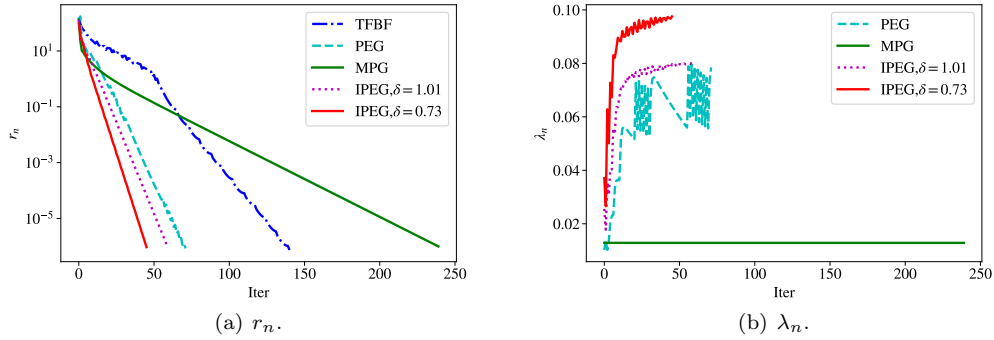 TFBF
PEG
MPG
IPEG,δ = 1.01
IPEG,δ = 0.73
10¹
10⁻¹
10⁻³
10⁻⁵
r_n
0 50 100 150 200 250
Iter
(a) r_n.
PEG
MPG
IPEG,δ = 1.01
IPEG,δ = 0.73
0.10
0.08
0.06
0.04
0.02
λ_n
0 50 100 150 200 250
Iter
(b) λ_n.